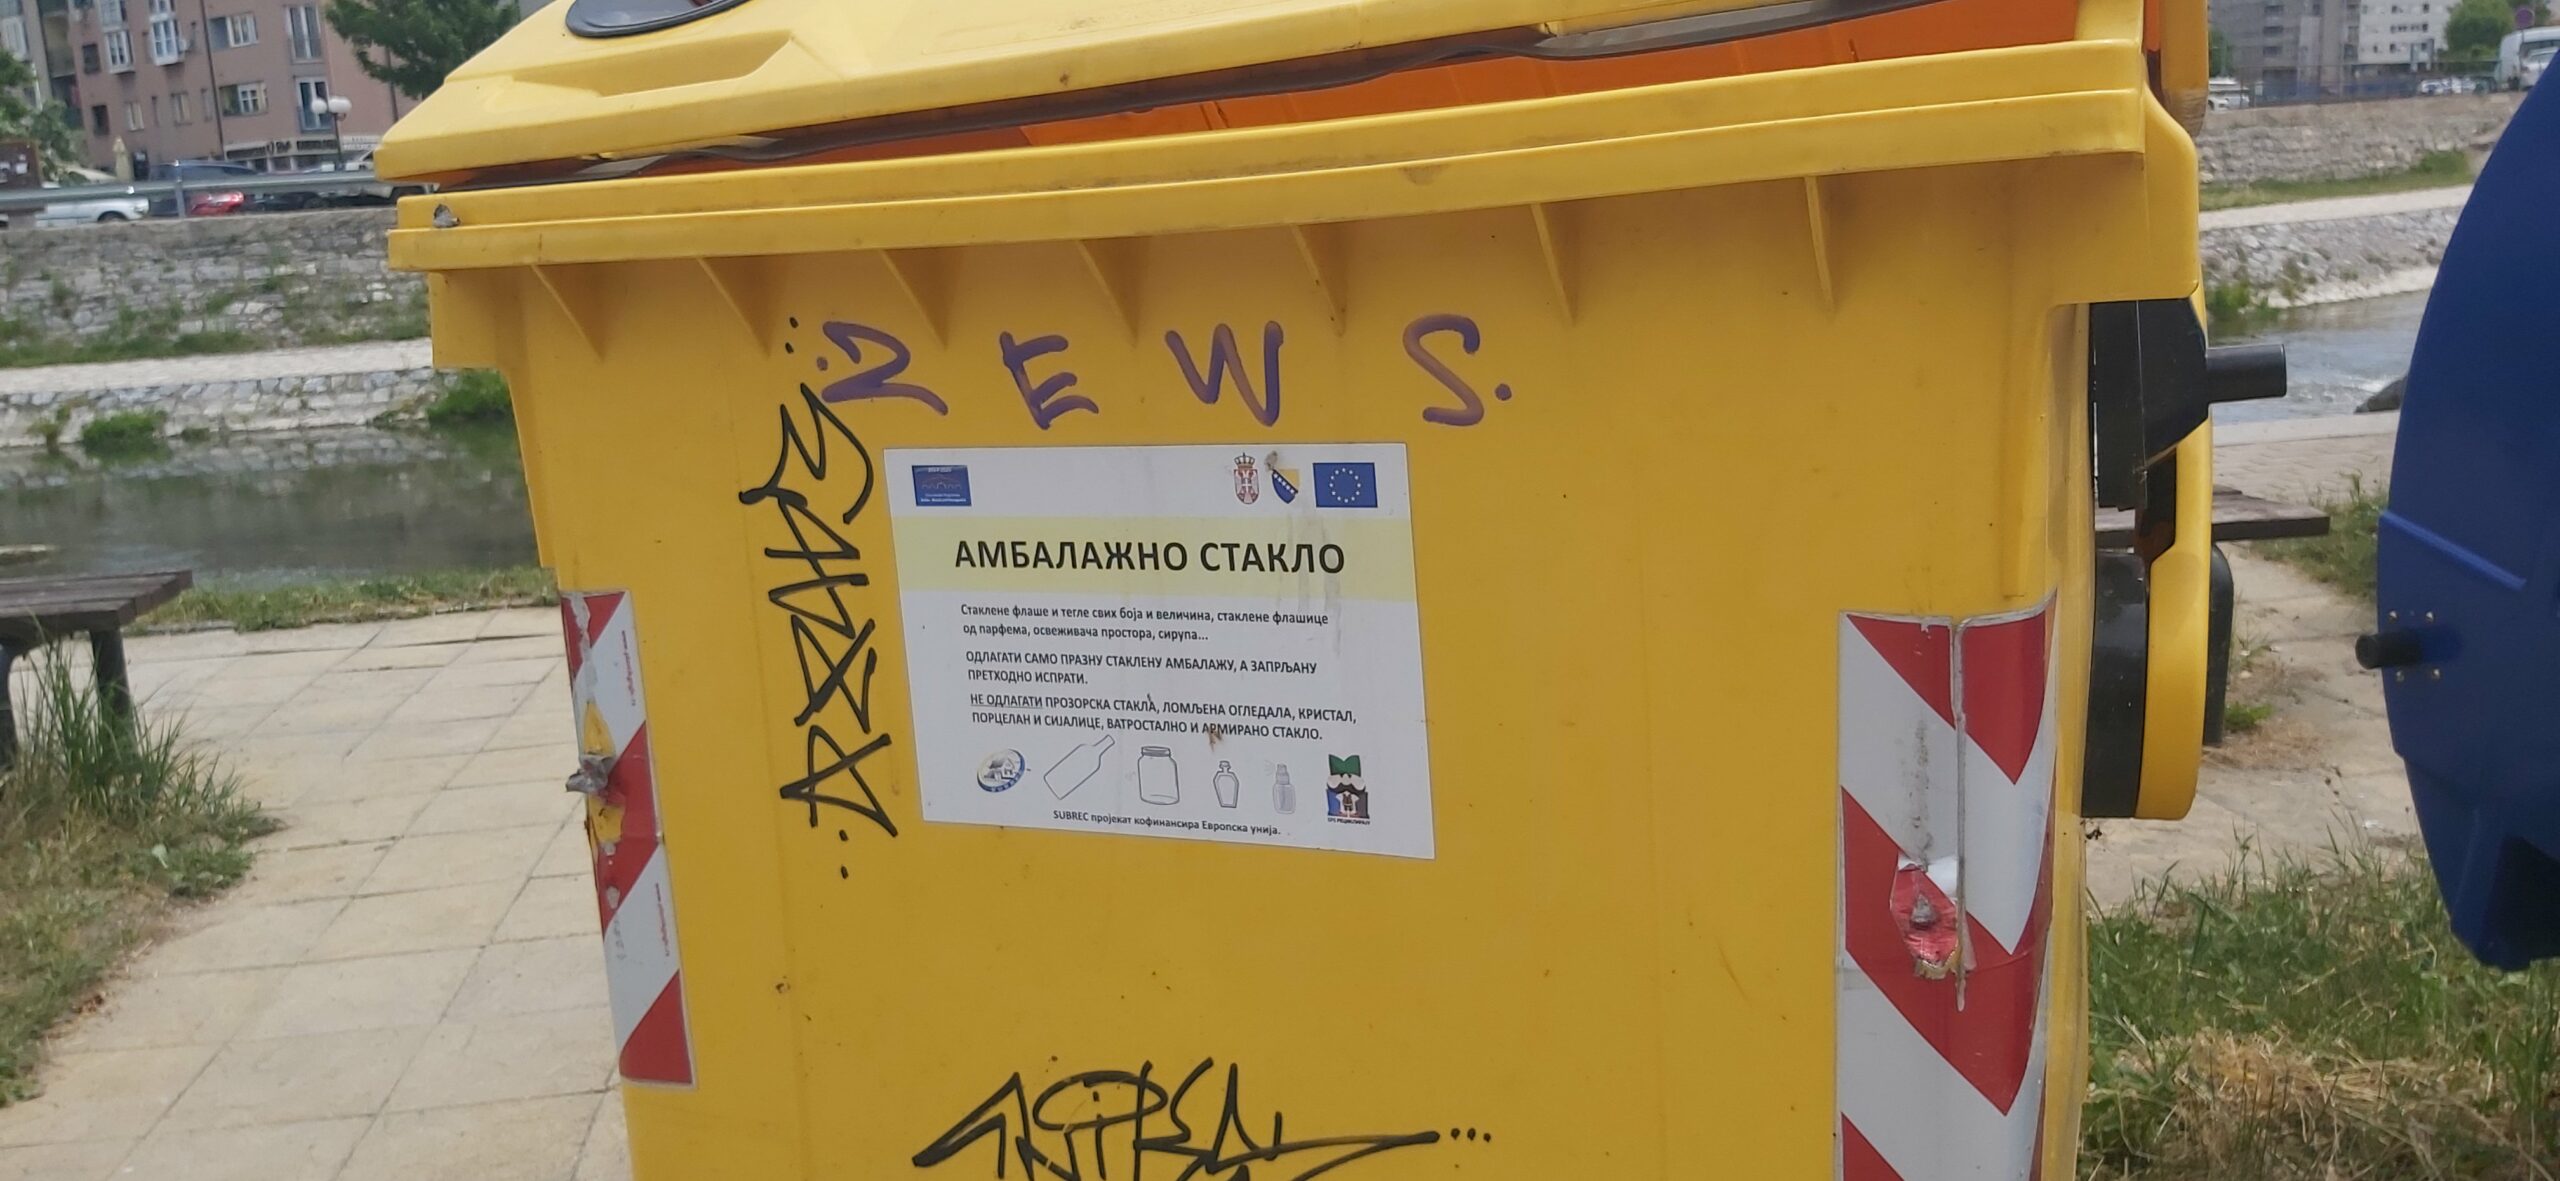 ZEWS.
АМБАЛАЖНО СТАКЛО
Стаклене флаше и тегле свих боја и величина, стаклене флашице
од парфема, освеживача простора, сирупа...
ОДЛАГАТИ САМО ПРАЗНУ СТАКЛЕНУ АМБАЛАЖУ, А ЗАПРЉАНУ
ПРЕТХОДНО ИСПРАТИ.
НЕ ОДЛАГАТИ ПРОЗОРСКА СТАКЛА, ЛОМЉЕНА ОГЛЕДАЛА, КРИСТАЛ,
ПОРЦЕЛАН И СИЈАЛИЦЕ, ВАТРОСТАЛНО И АРМИРАНО СТАКЛО.
SUBREC пројекат кофинансира Европска унија.